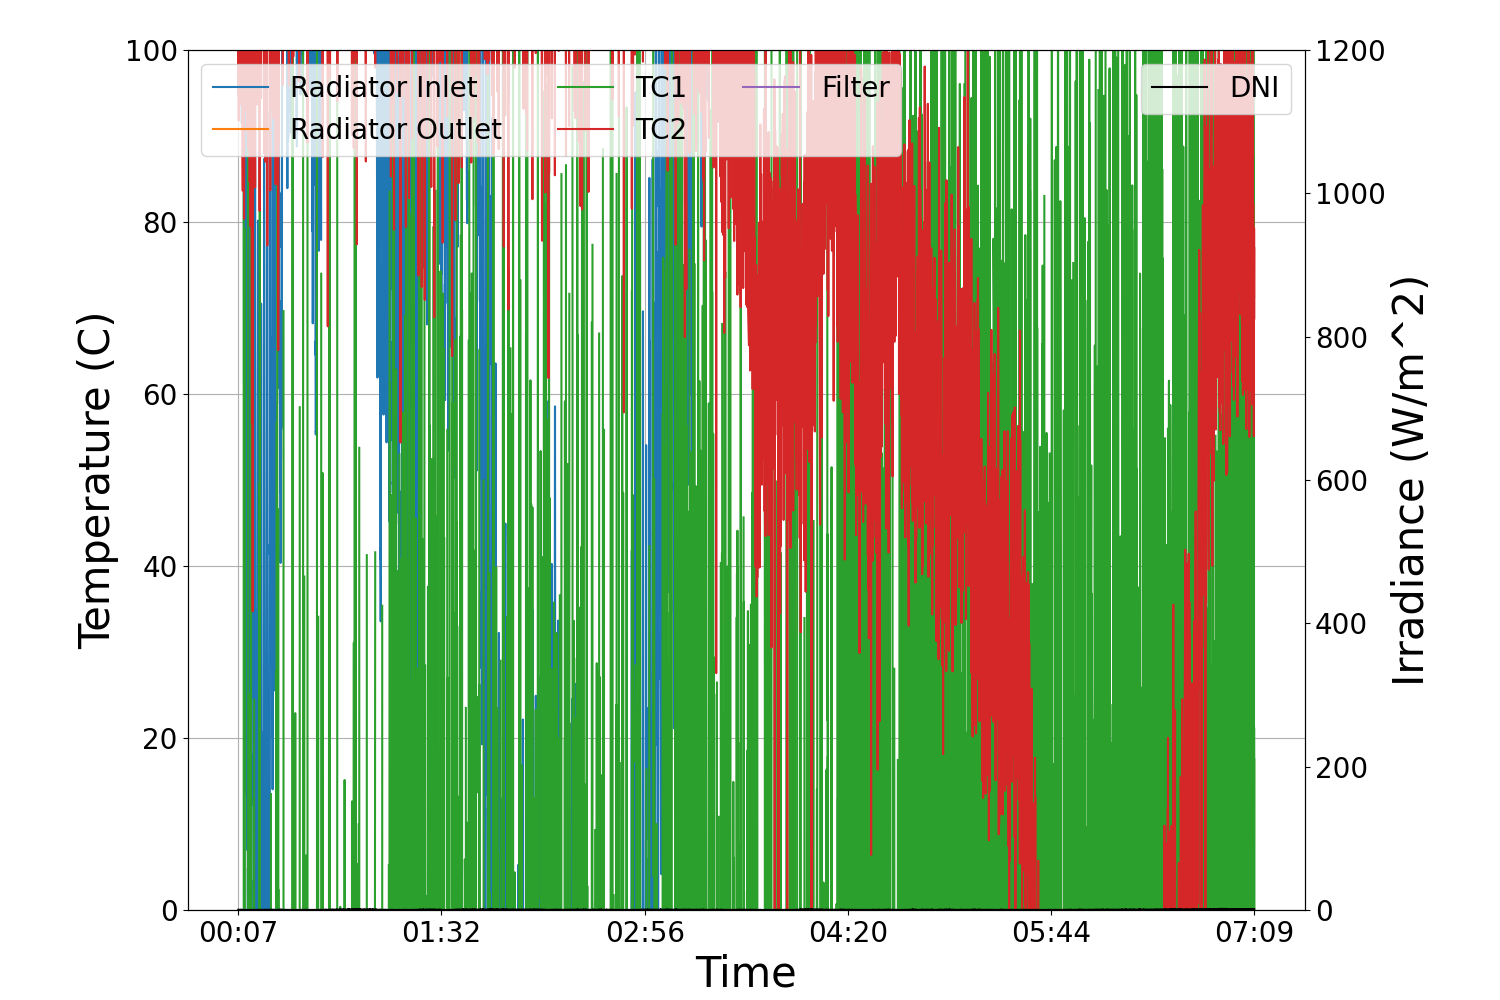 100
80
60
40
20
0
Temperature (C)
Radiator Inlet
Radiator Outlet
TC1
TC2
Filter
DNI
1200
1000
800
600
400
200
0
Irradiance (W/m^2)
00:07 01:32 02:56 04:20 05:44 07:09
Time